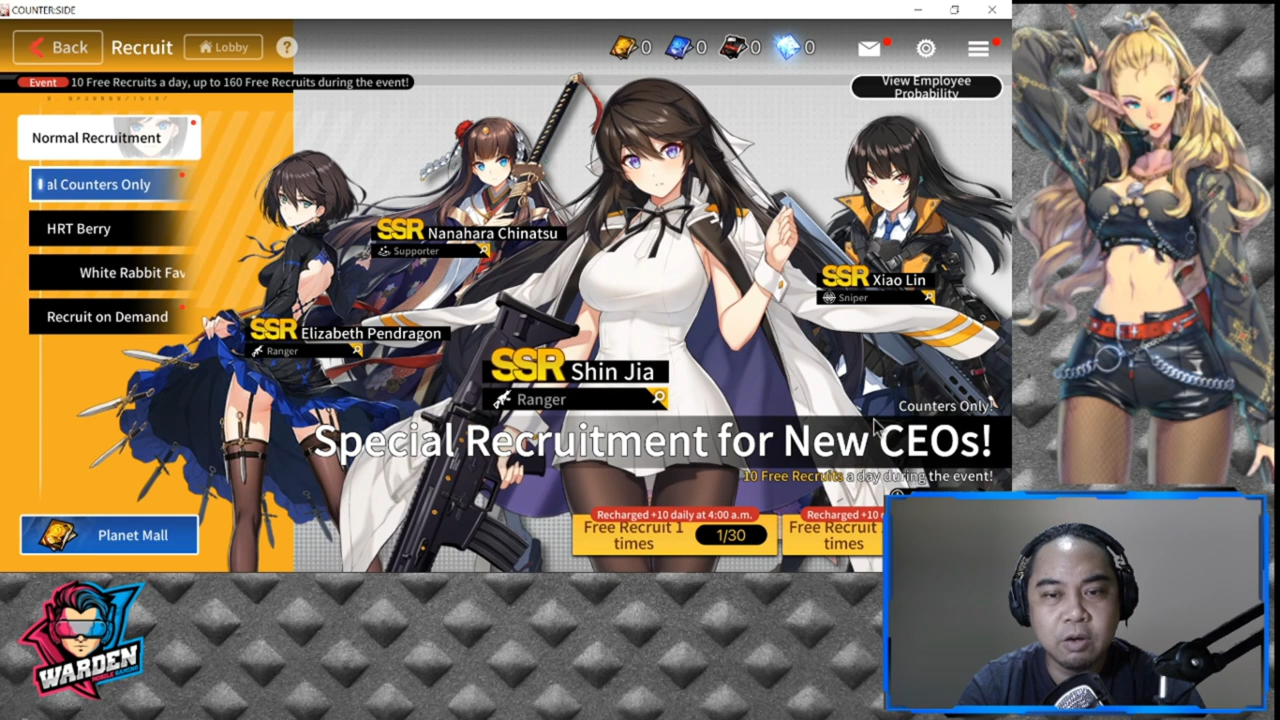 COUNTER:SIDE
Back
Recruit
Lobby
?
0
0
0
0
Event 10 Free Recruits a day, up to 160 Free Recruits during the event!
View Employee
Probability
Normal Recruitment
al Counters Only
HRT Berry
White Rabbit Fav
Recruit on Demand
Planet Mall
SSR Nanahara Chinatsu
Supporter
SSR Xiao Lin
Sniper
SSR Elizabeth Pendragon
Ranger
SSR Shin Jia
Ranger
Counters Only!
Special Recruitment for New CEOs!
10 Free Recruits a day during the event!
Recharged +10 daily at 4:00 a.m.
Free Recruit 1
times
1/30
Recharged +10
Free Recruit
times
WARDEN
MOBILE GAMING